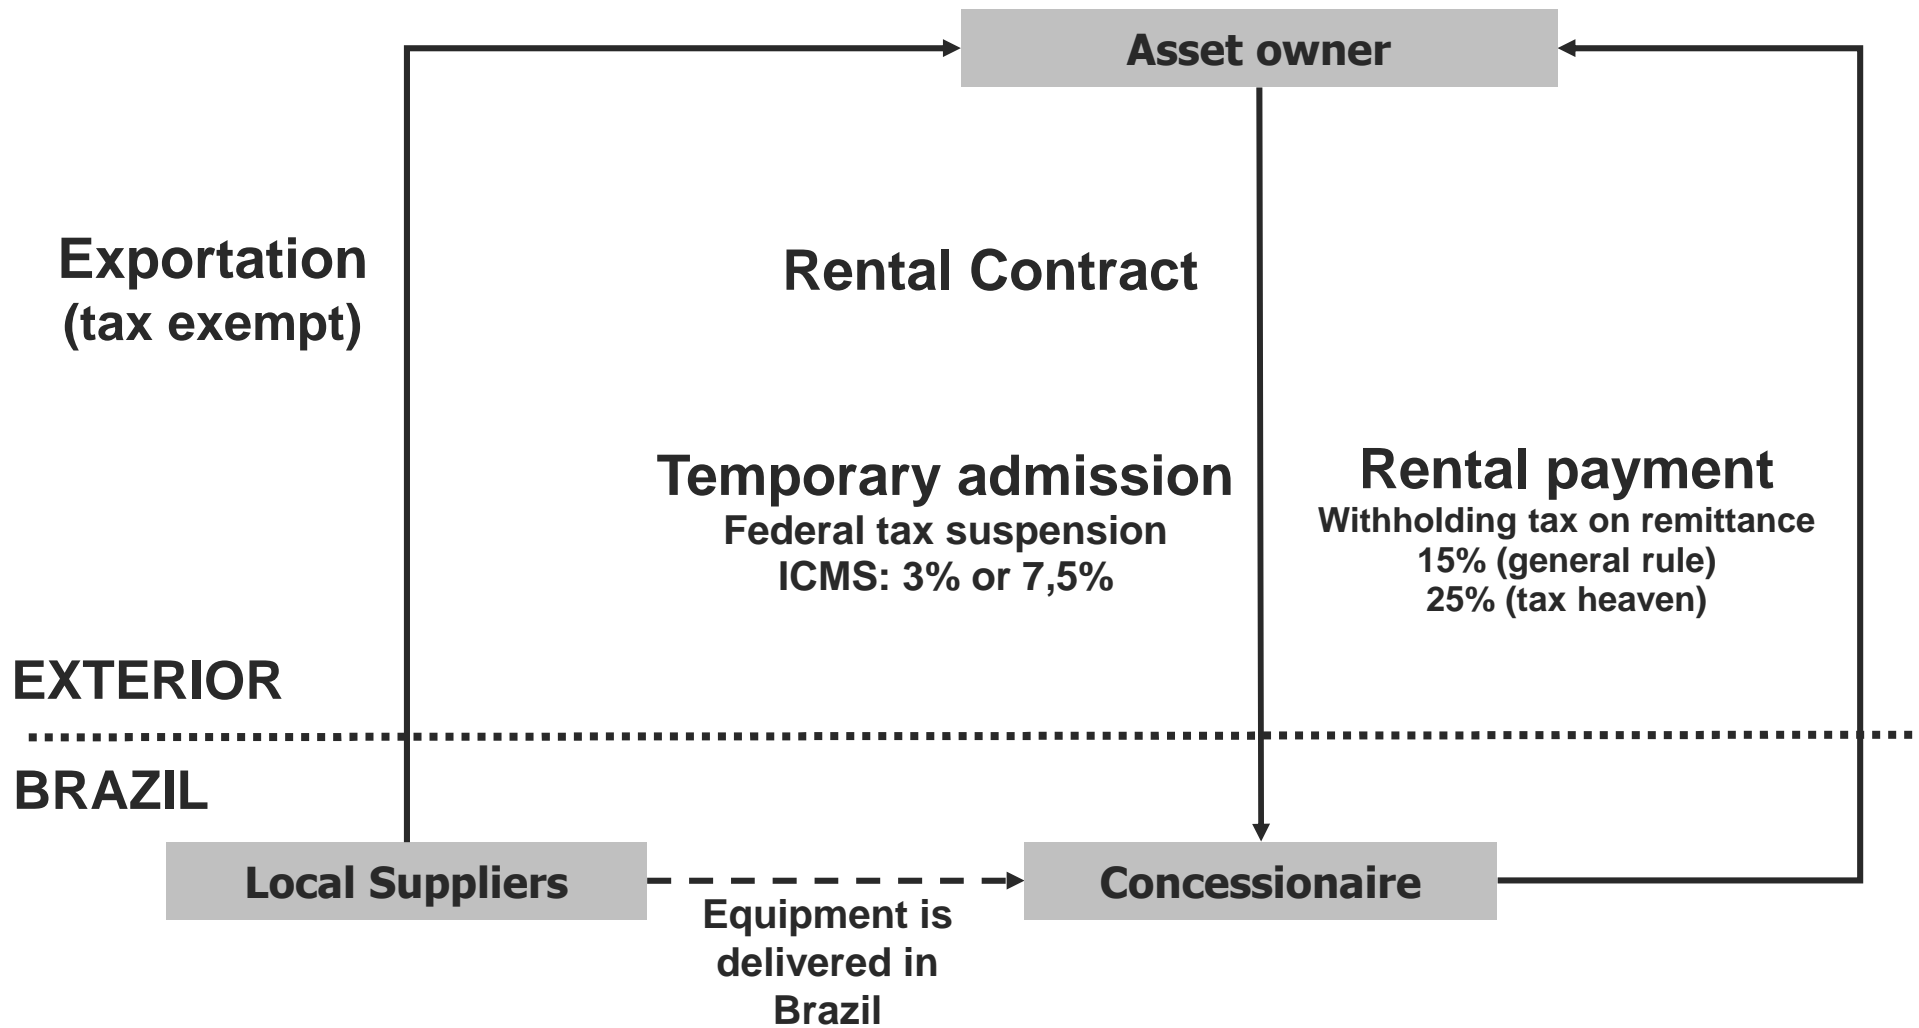 Asset owner
Exportation
(tax exempt)
Rental Contract
Temporary admission
Federal tax suspension
ICMS: 3% or 7,5%
Rental payment
Withholding tax on remittance
15% (general rule)
25% (tax heaven)
EXTERIOR
BRAZIL
Local Suppliers
Concessionaire
Equipment is
delivered in
Brazil